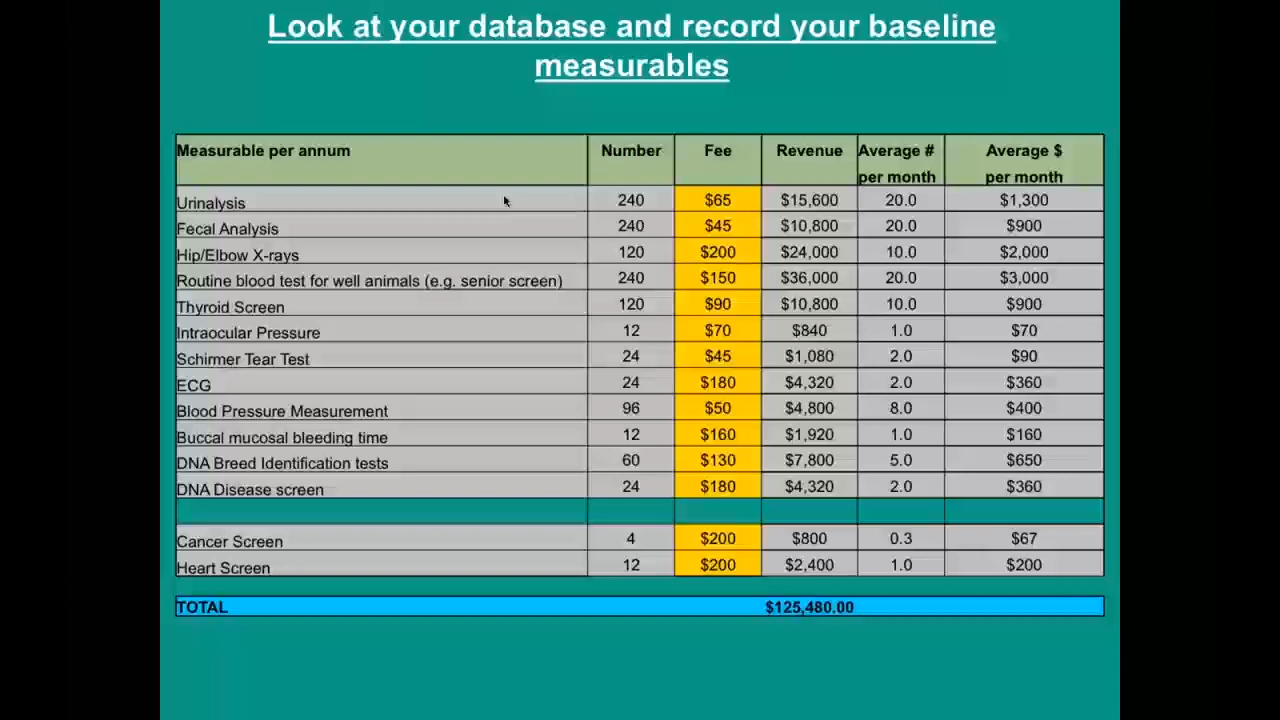 Look at your database and record your baseline
measurables
Measurable per annum Number Fee Revenue Average # per month Average $ per month
Urinalysis 240 $65 $15,600 20.0 $1,300
Fecal Analysis 240 $45 $10,800 20.0 $900
Hip/Elbow X-rays 120 $200 $24,000 10.0 $2,000
Routine blood test for well animals (e.g. senior screen) 240 $150 $36,000 20.0 $3,000
Thyroid Screen 120 $90 $10,800 10.0 $900
Intraocular Pressure 12 $70 $840 1.0 $70
Schirmer Tear Test 24 $45 $1,080 2.0 $90
ECG 24 $180 $4,320 2.0 $360
Blood Pressure Measurement 96 $50 $4,800 8.0 $400
Buccal mucosal bleeding time 12 $160 $1,920 1.0 $160
DNA Breed Identification tests 60 $130 $7,800 5.0 $650
DNA Disease screen 24 $180 $4,320 2.0 $360
Cancer Screen 4 $200 $800 0.3 $67
Heart Screen 12 $200 $2,400 1.0 $200
TOTAL $125,480.00